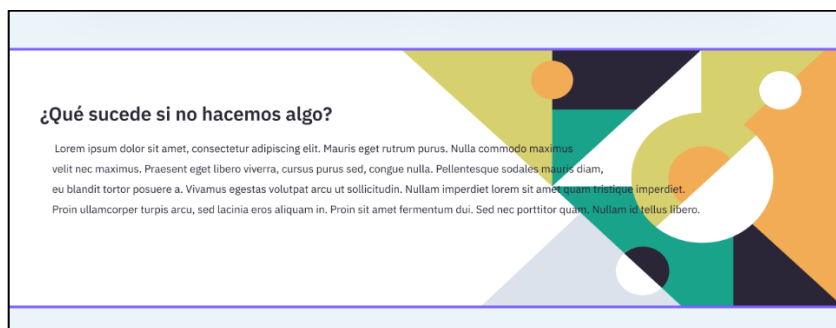 ¿Qué sucede si no hacemos algo?
Lorem ipsum dolor sit amet, consectetur adipiscing elit. Mauris eget rutrum purus. Nulla commodo maximus
velit nec maximus. Praesent eget libero viverra, cursus purus sed, congue nulla. Pellentesque sodales mauris diam,
eu blandit tortor posuere a. Vivamus egestas volutpat arcu ut sollicitudin. Nullam imperdiet lorem sit amet quam tristique imperdiet.
Proin ullamcorper turpis arcu, sed lacinia eros aliquam in. Proin sit amet fermentum dui. Sed nec porttitor quam. Nullam id tellus libero.